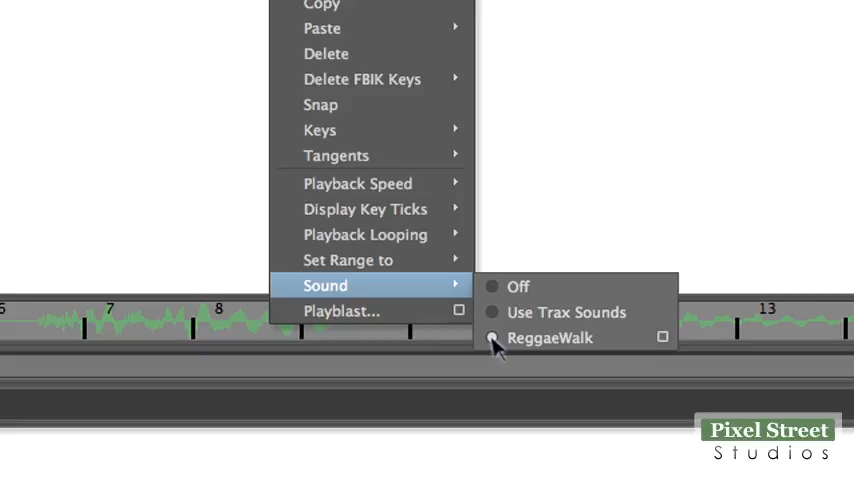 Copy
Paste
Delete
Delete FBIK Keys
Snap
Keys
Tangents
Playback Speed
Display Key Ticks
Playback Looping
Set Range to
Sound
Playblast...
Off
Use Trax Sounds
ReggaeWalk
6 7 8 13
Pixel Street
Studios